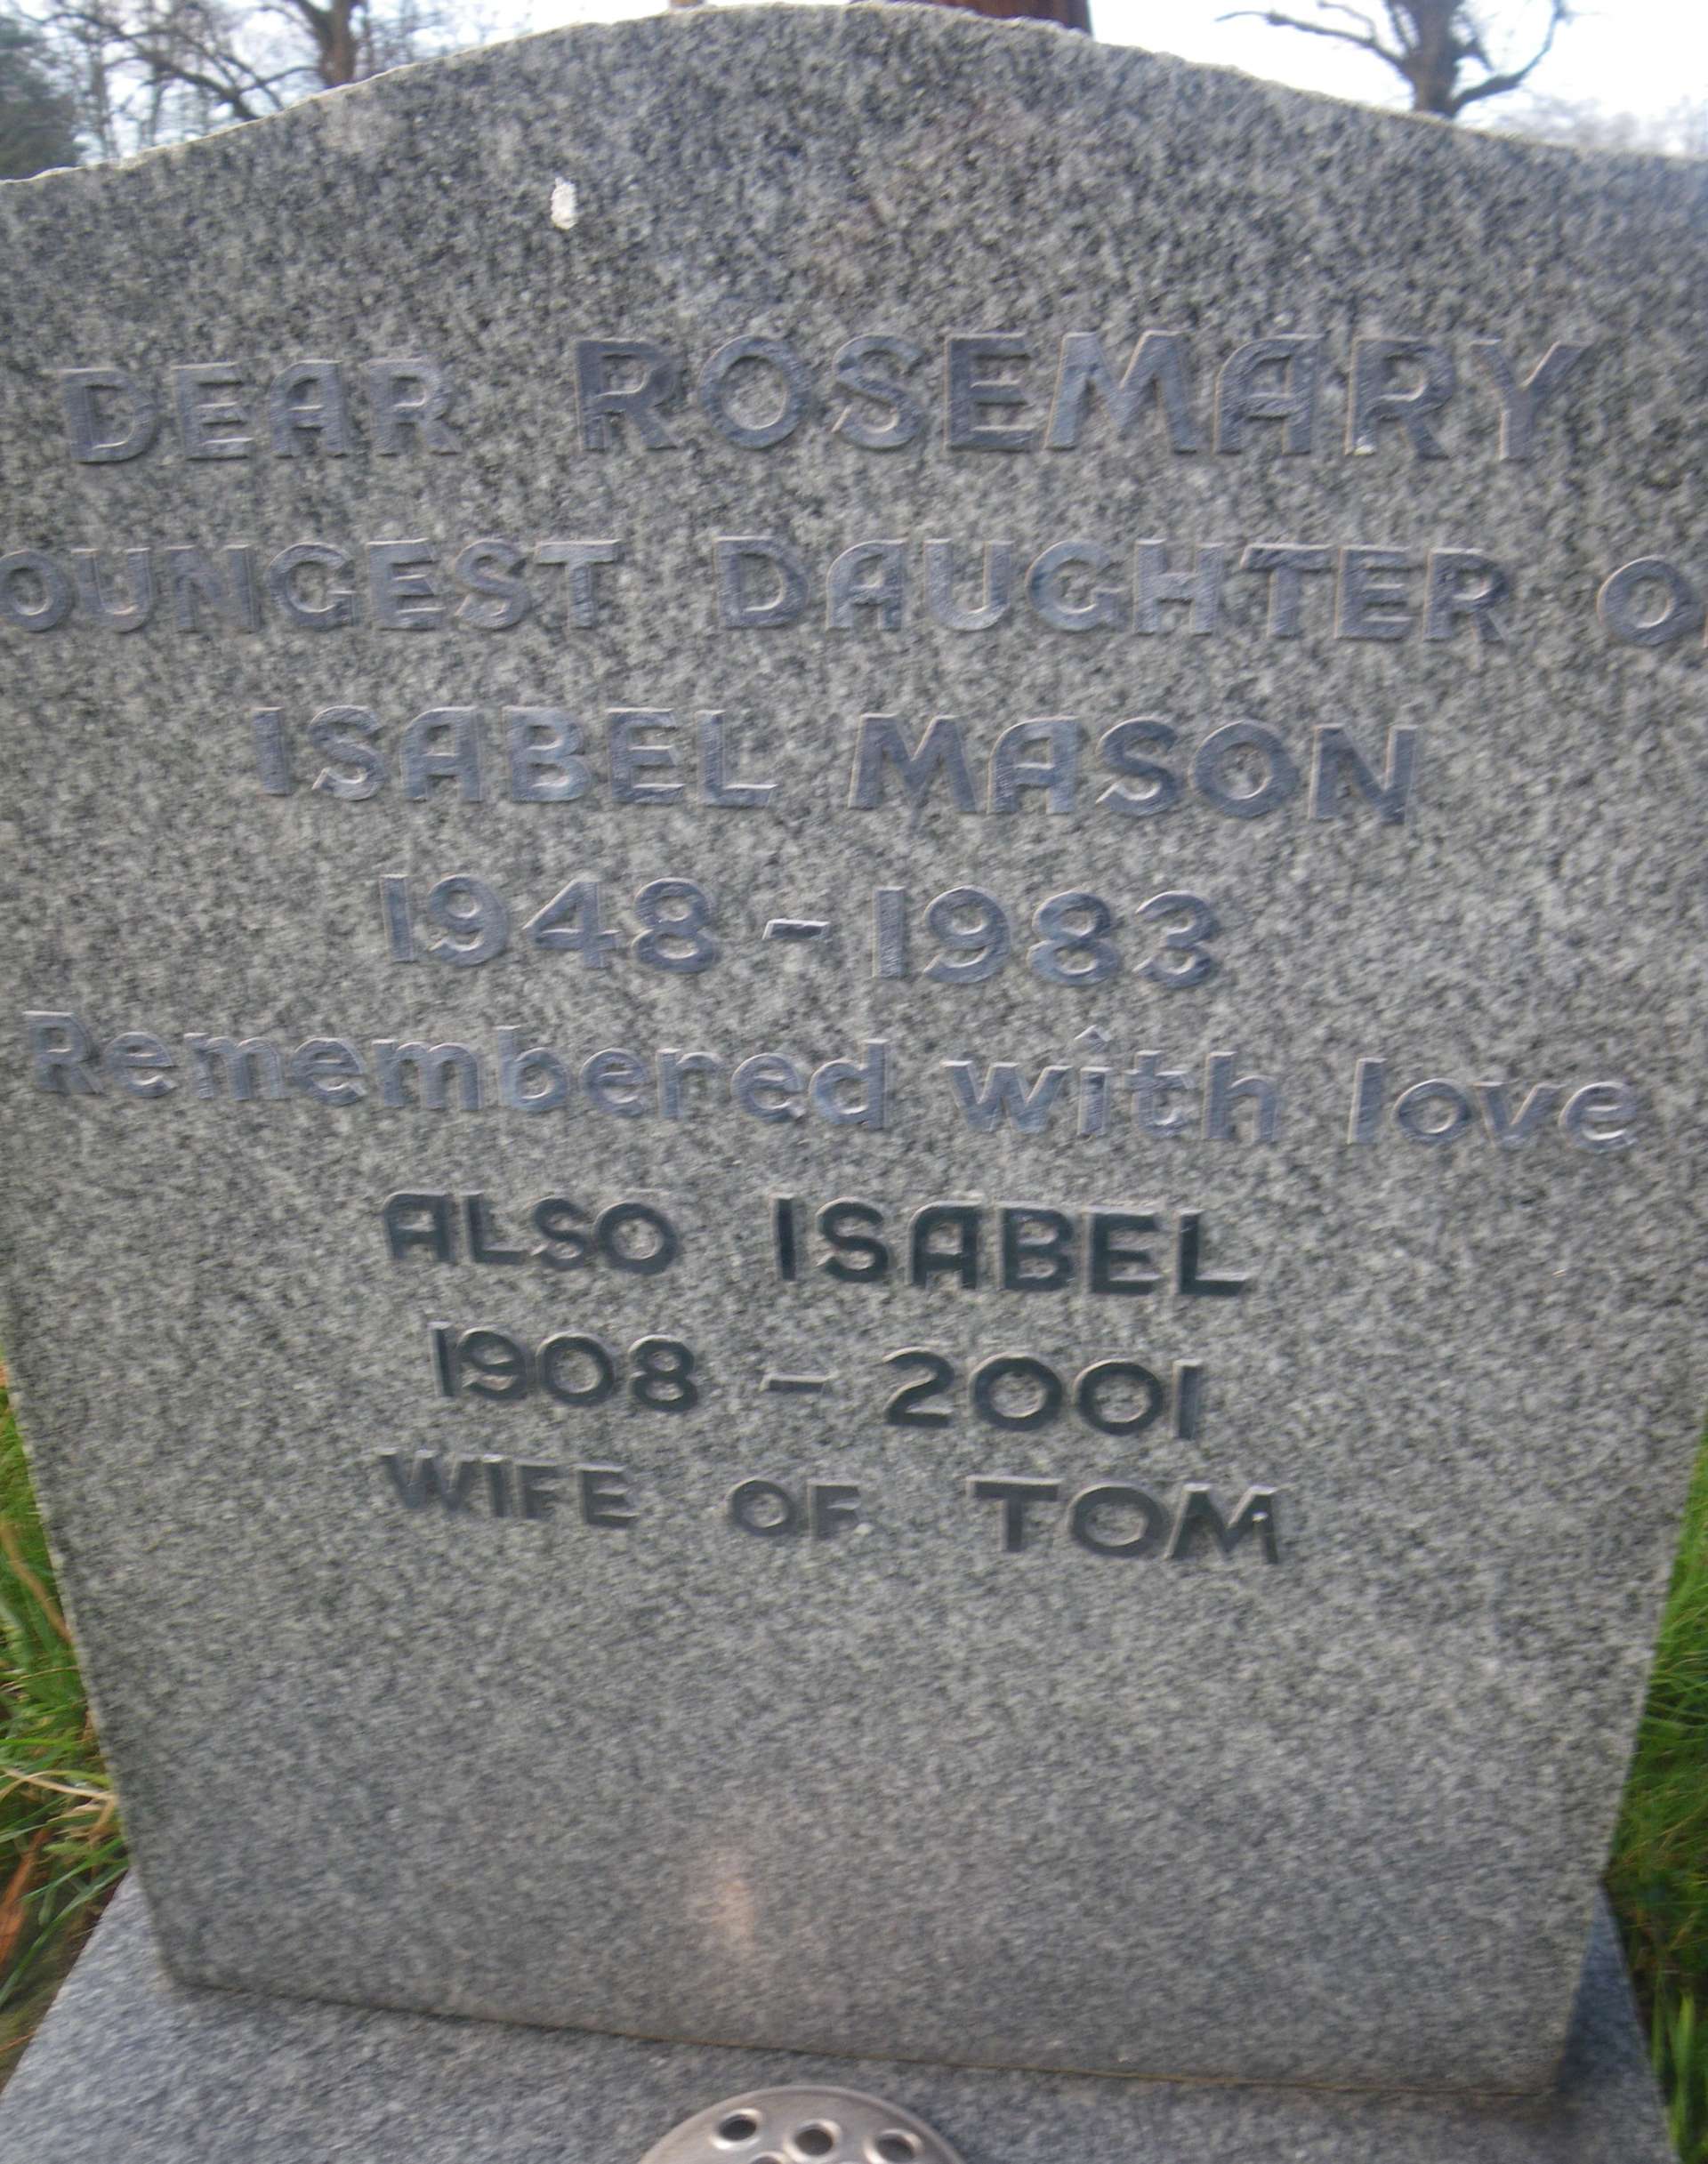 DEAR ROSEMARY
OUNGEST DAUGHTER O
ISABEL MASON
1948 - 1983
Remembered with love
ALSO ISABEL
1908 - 2001
WIFE OF TOM